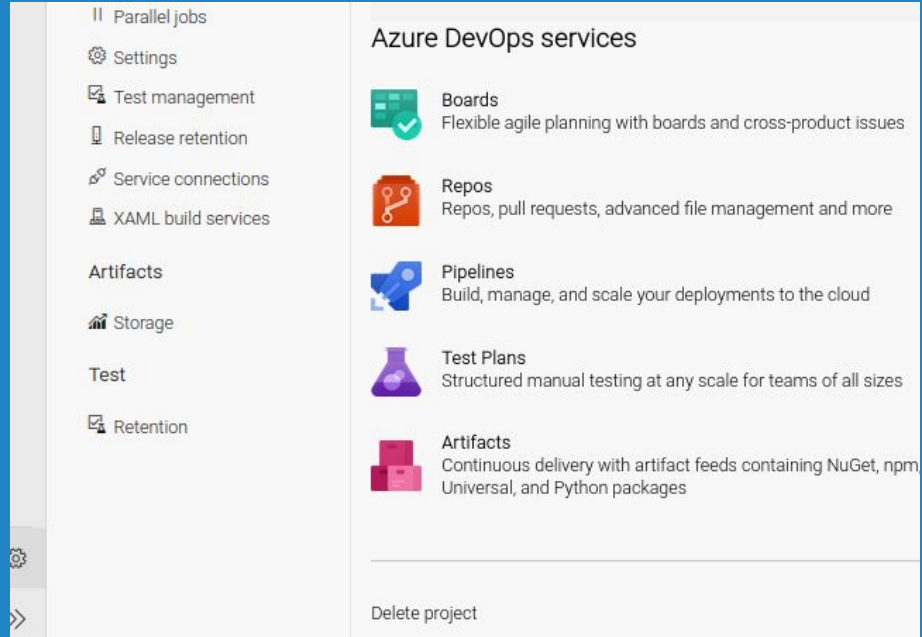 Parallel jobs
Settings
Test management
Release retention
Service connections
XAML build services
Artifacts
Storage
Test
Retention
Azure DevOps services
Boards
Flexible agile planning with boards and cross-product issues
Repos
Repos, pull requests, advanced file management and more
Pipelines
Build, manage, and scale your deployments to the cloud
Test Plans
Structured manual testing at any scale for teams of all sizes
Artifacts
Continuous delivery with artifact feeds containing NuGet, npm,
Universal, and Python packages
Delete project